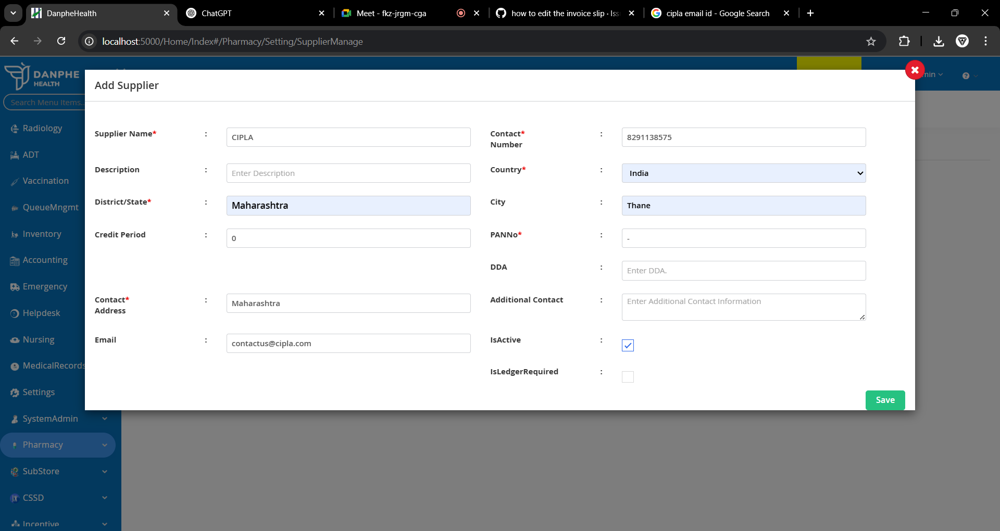 DanpheHealth
ChatGPT
Meet - fkz-jrgm-cga
how to edit the invoice slip · Iss
cipla email id - Google Search
localhost:5000/Home/Index#/Pharmacy/Setting/SupplierManage
DANPHE
HEALTH
min
Search Menu Items..
Add Supplier
Supplier Name* : CIPLA
Contact* Number : 8291138575
Description : Enter Description
Country* : India
District/State* : Maharashtra
City : Thane
Credit Period : 0
PANNo* : -
DDA : Enter DDA.
Contact* Address : Maharashtra
Additional Contact : Enter Additional Contact Information
Email : contactus@cipla.com
IsActive :
IsLedgerRequired :
Save
Radiology
ADT
Vaccination
QueueMngmt
Inventory
Accounting
Emergency
Helpdesk
Nursing
MedicalRecords
Settings
SystemAdmin
Pharmacy
SubStore
CSSD
Incentive